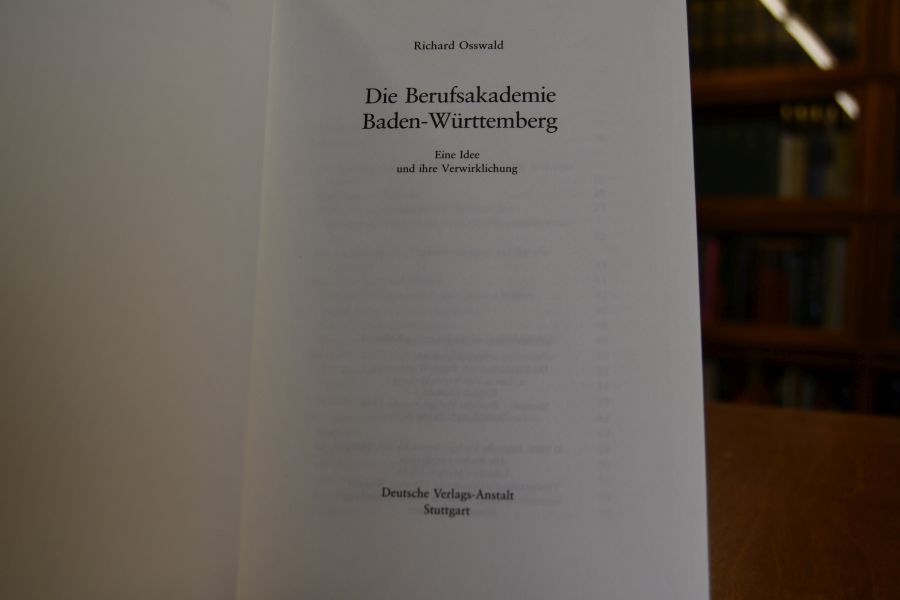 Richard Osswald
Die Berufsakademie
Baden-Württemberg
Eine Idee
und ihre Verwirklichung
Deutsche Verlags-Anstalt
Stuttgart